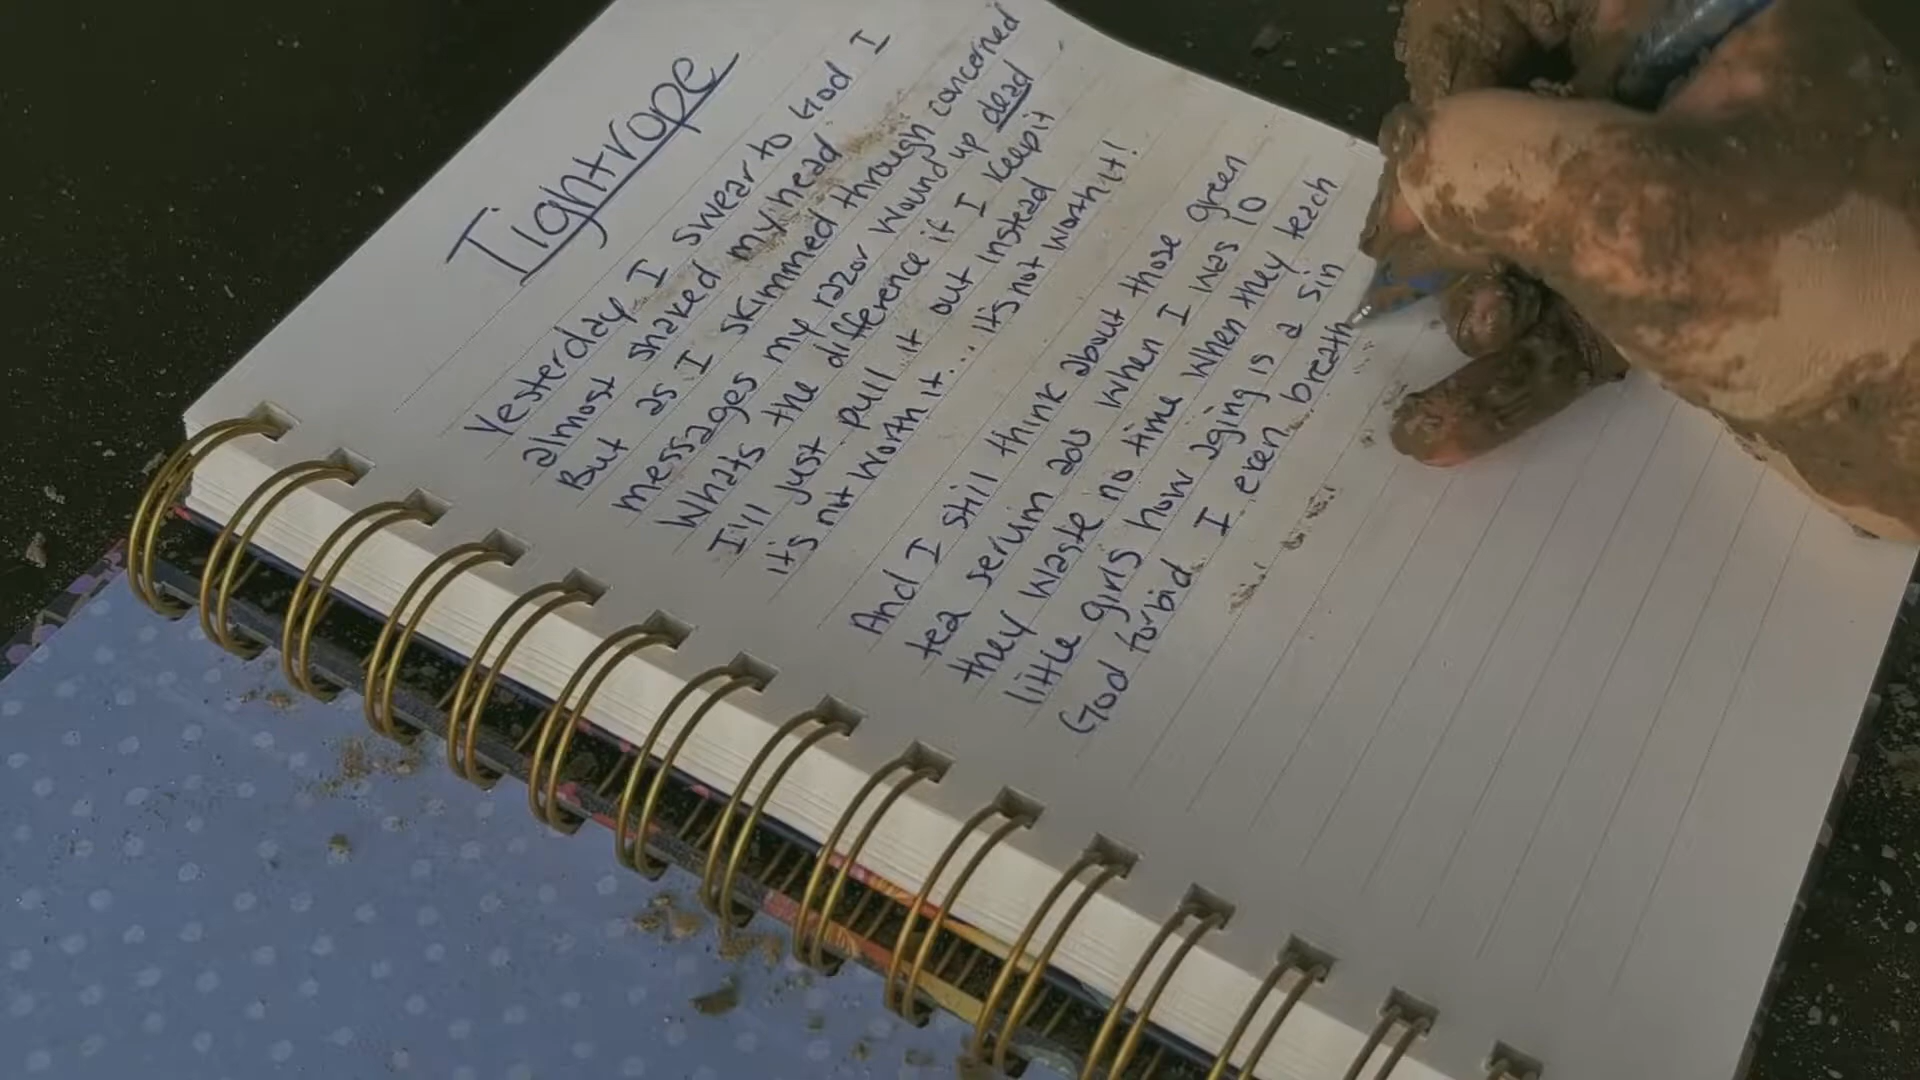 Tightrope
Yesterday I swear to God I
almost shaked my head
But as I skimmed through concerned
messages my razor wound up dead
Whats the difference if I keep it
I'll just pull it out instead
it's not worth it... it's not worth it!
And I still think about those green
tea serum ads when I was 10
they waste no time when they teach
little girls how aging is a sin
God forbid I even breath